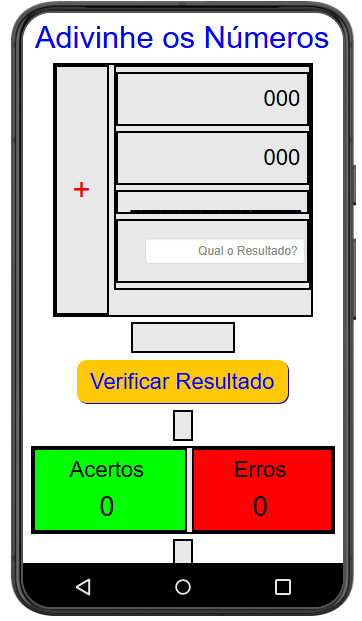 Adivinhe os Números
000
+
000
Qual o Resultado?
Verificar Resultado
Acertos
Erros
0
0